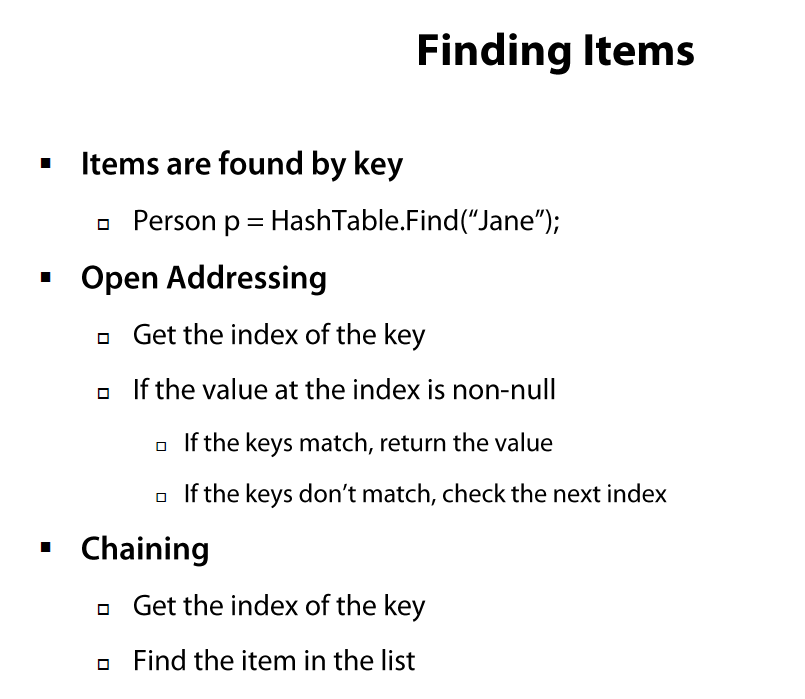 Finding Items
Items are found by key
Person p = HashTable.Find(“Jane”);
Open Addressing
Get the index of the key
If the value at the index is non-null
If the keys match, return the value
If the keys don’t match, check the next index
Chaining
Get the index of the key
Find the item in the list